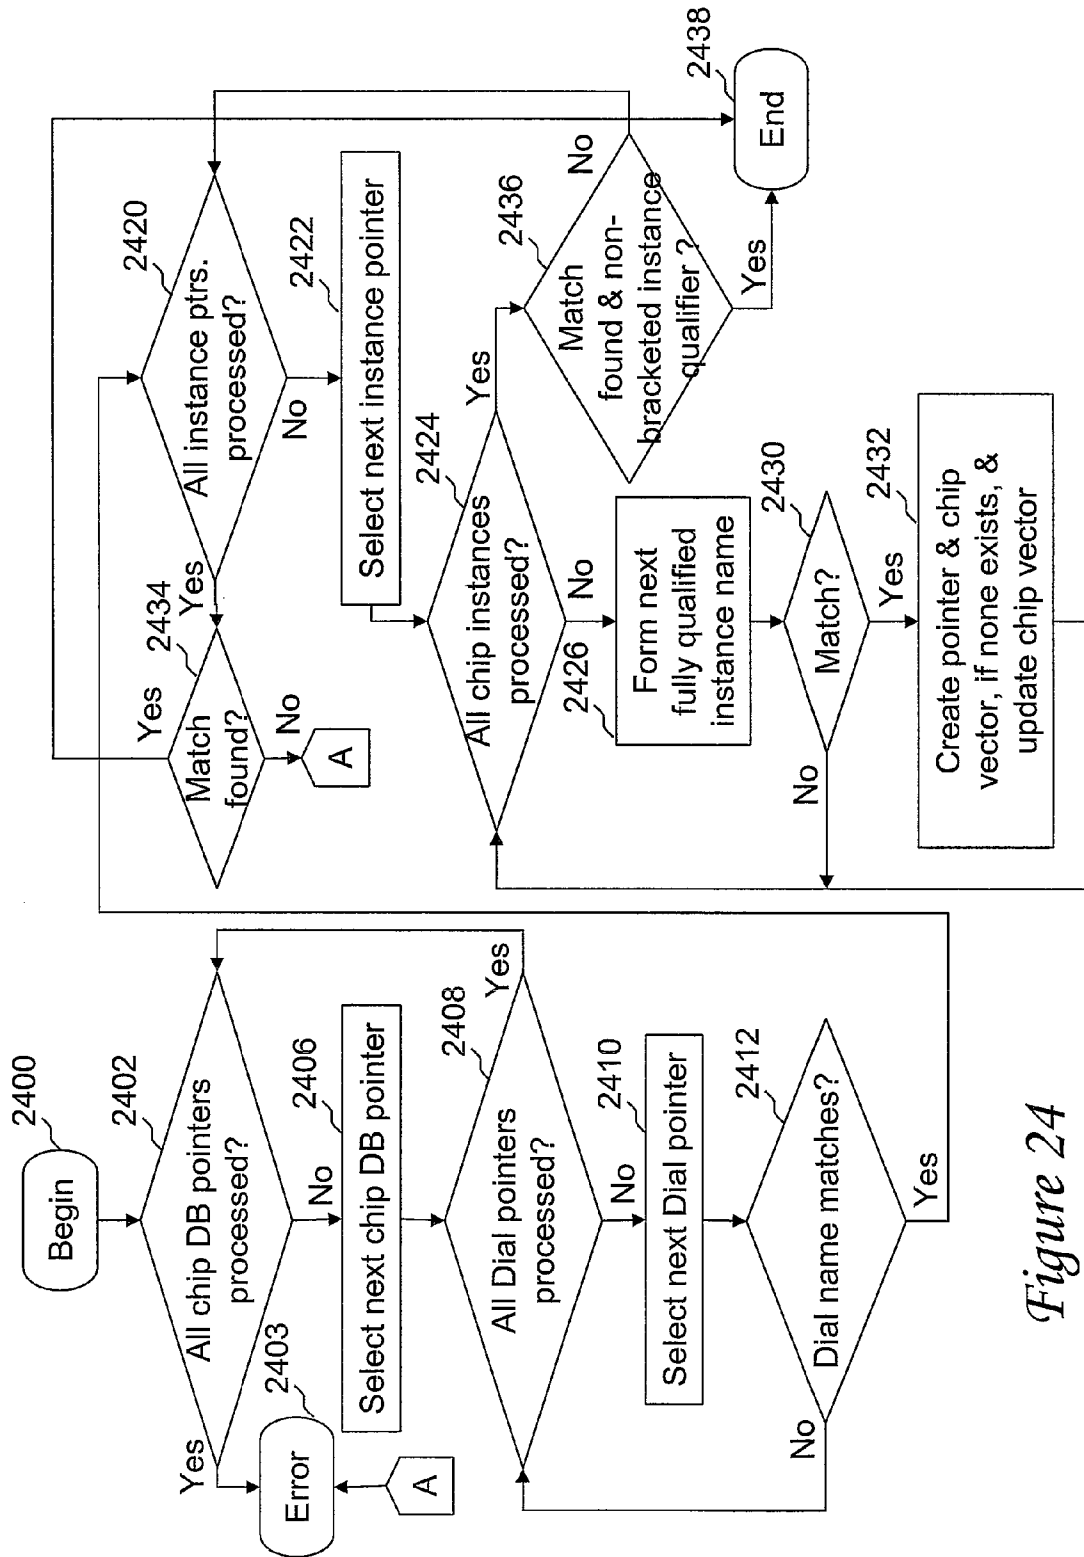 2400
Begin
2402
All chip DB pointers
processed?
Yes
No
2403
Error
A
2406
Select next chip DB pointer
2408
All Dial pointers
processed?
Yes
No
2410
Select next Dial pointer
2412
Dial name matches?
No
Yes
2420
All instance ptrs.
processed?
Yes
No
2434
Match
found?
Yes
No
A
2422
Select next instance pointer
2424
All chip instances
processed?
Yes
No
2426
Form next
fully qualified
instance name
2430
Match?
No
Yes
2432
Create pointer & chip
vector, if none exists, &
update chip vector
2436
Match
found & non-
bracketed instance
qualifier ?
No
Yes
2438
End
Figure 24